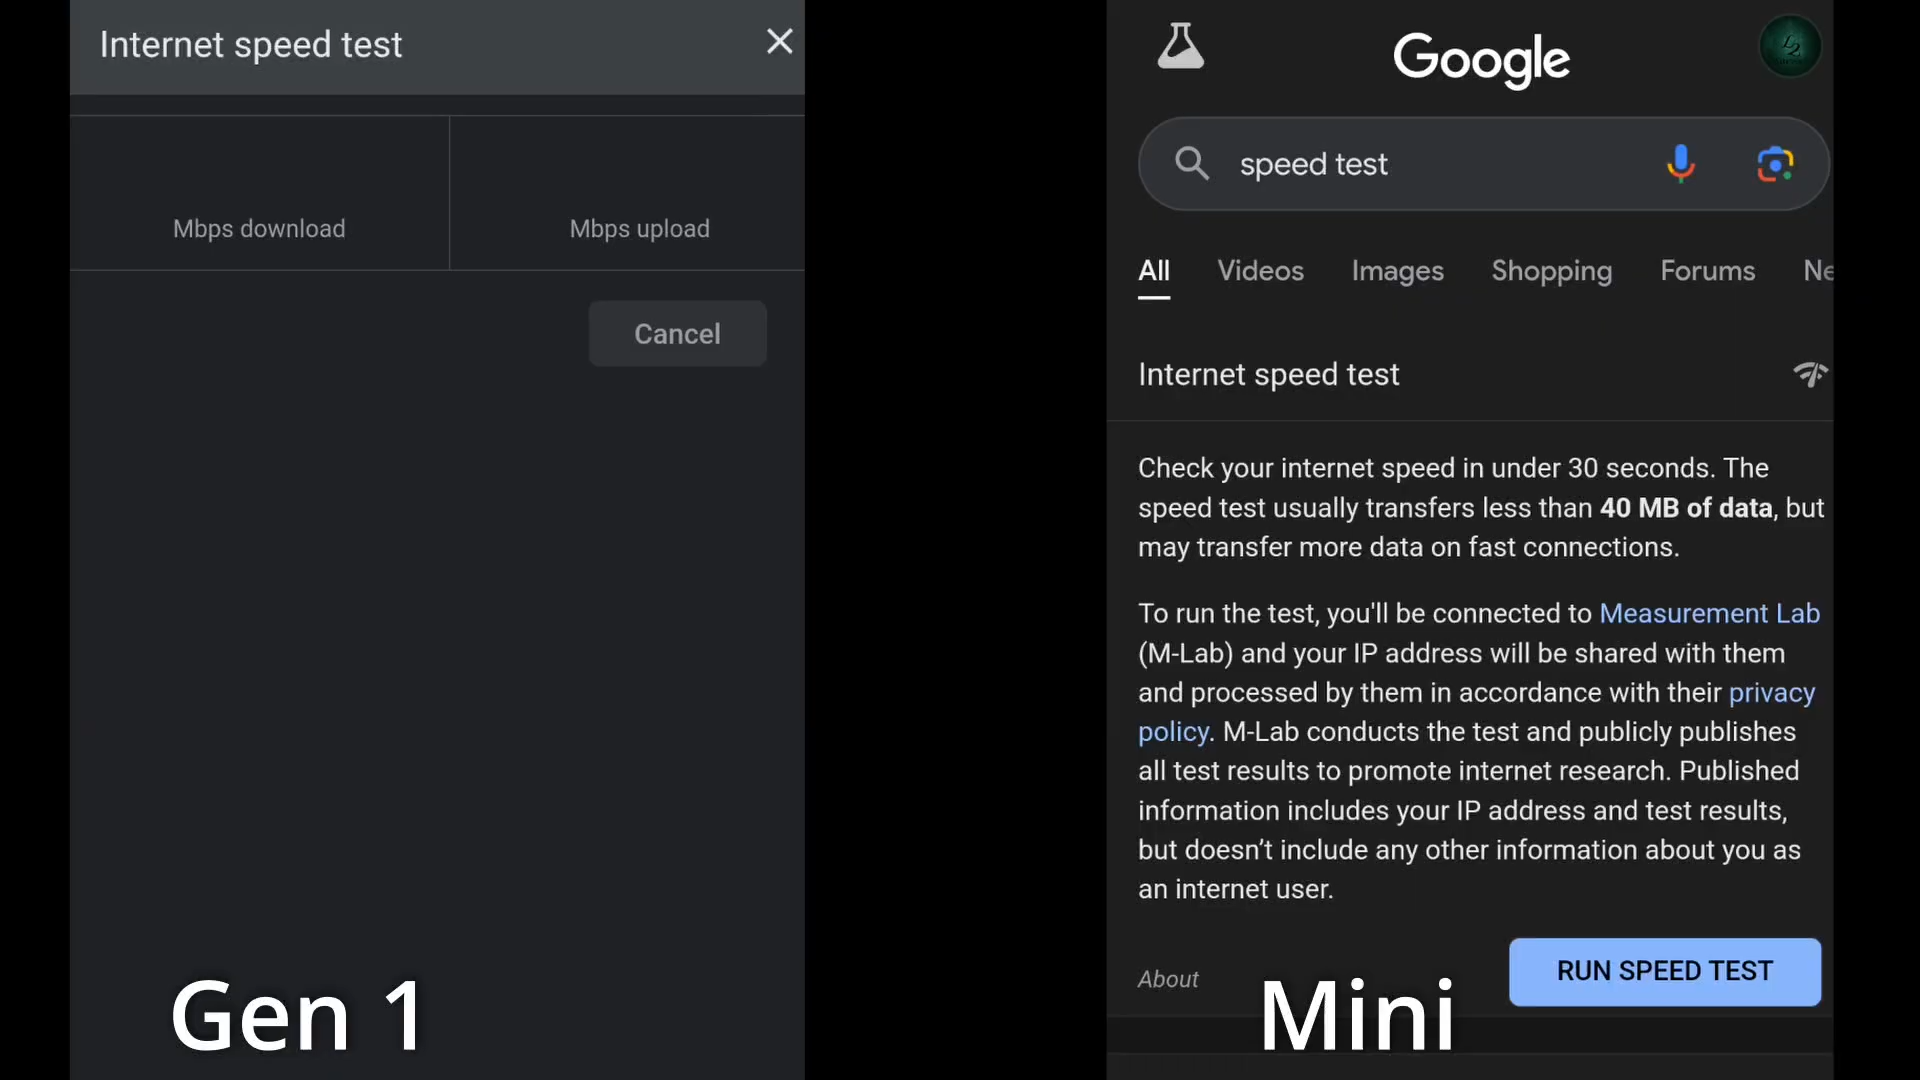 Internet speed test
Mbps download
Mbps upload
Cancel
Gen 1
Google
speed test
All Videos Images Shopping Forums Ne
Internet speed test
Check your internet speed in under 30 seconds. The
speed test usually transfers less than 40 MB of data, but
may transfer more data on fast connections.
To run the test, you'll be connected to Measurement Lab
(M-Lab) and your IP address will be shared with them
and processed by them in accordance with their privacy
policy. M-Lab conducts the test and publicly publishes
all test results to promote internet research. Published
information includes your IP address and test results,
but doesn’t include any other information about you as
an internet user.
About
RUN SPEED TEST
Mini